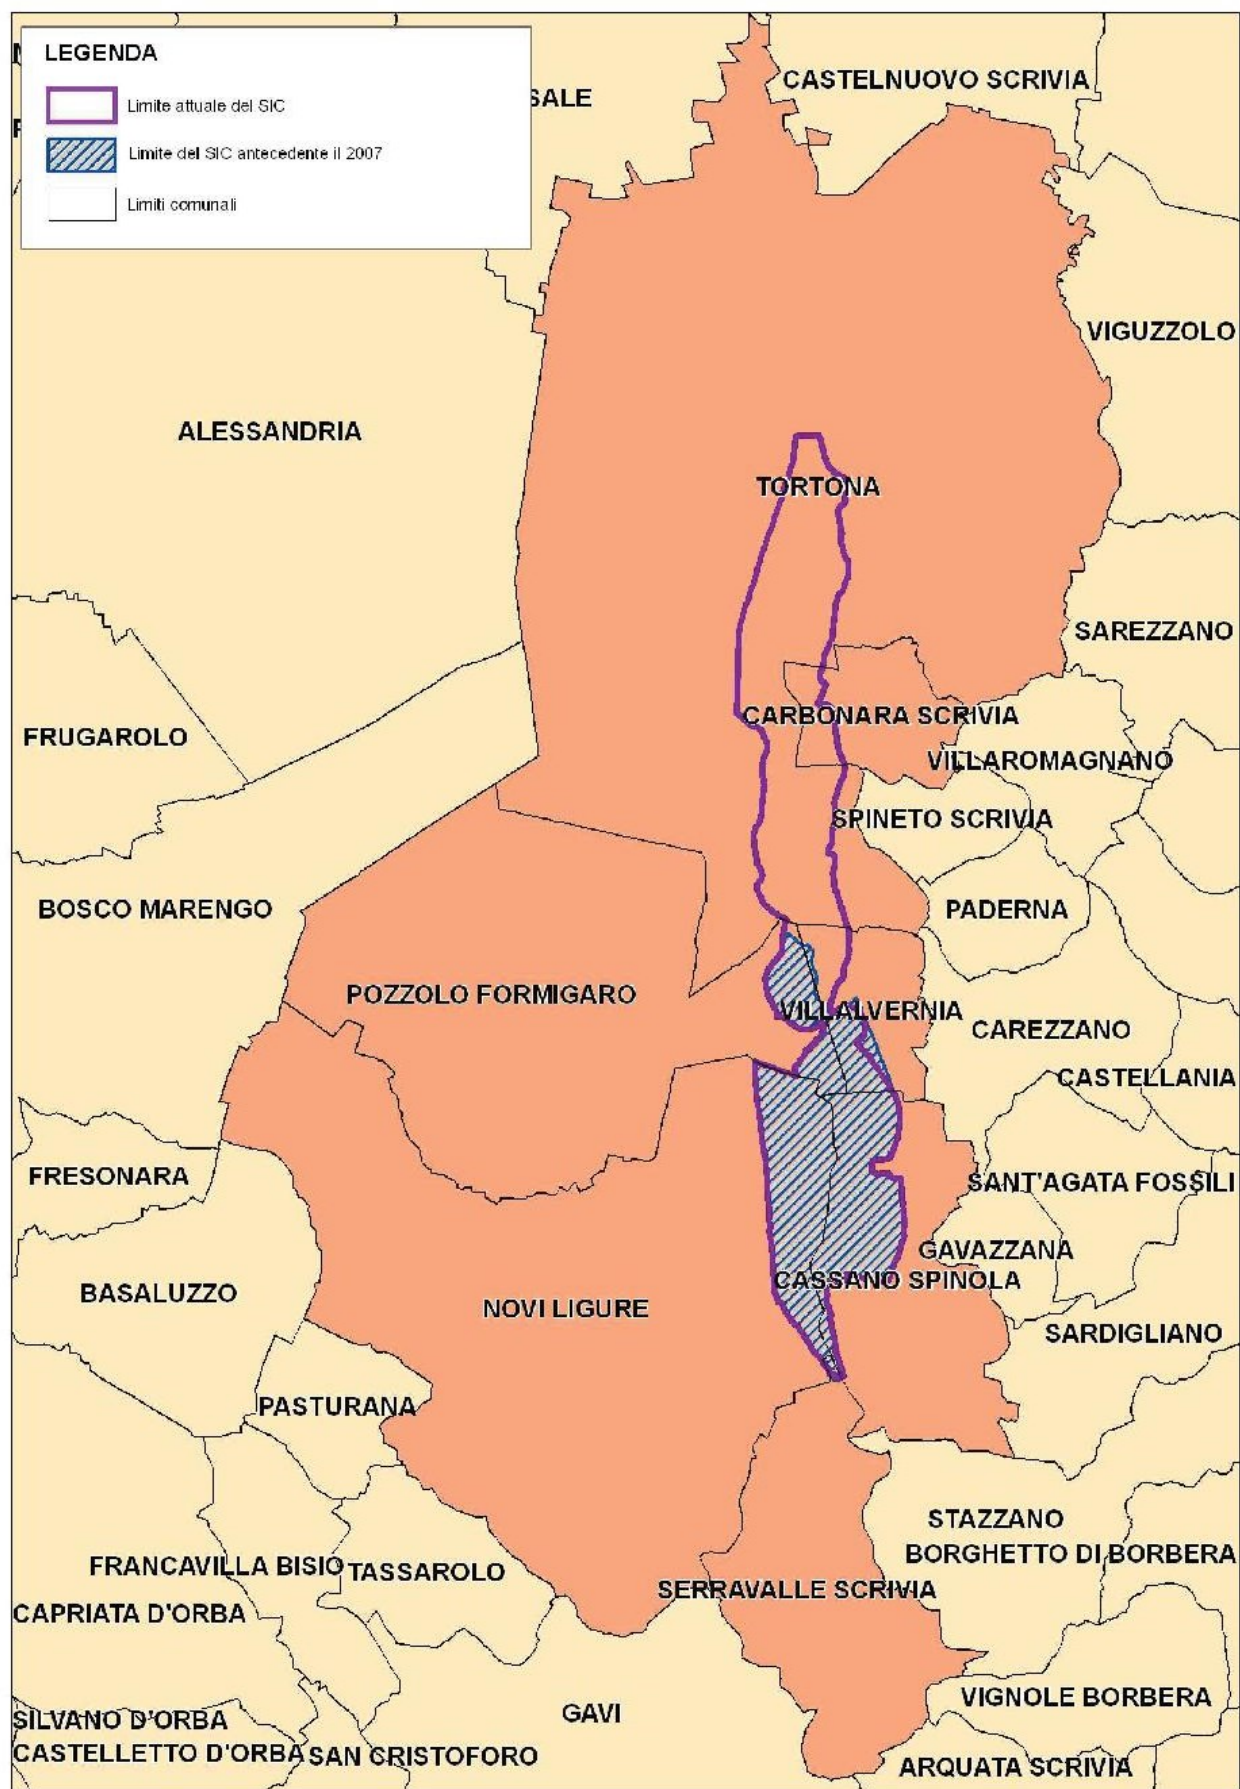 LEGENDA
Limite attuale del SIC
Limite del SIC antecedente il 2007
Limiti comunali
SALE
CASTELNUOVO SCRIVIA
VIGUZZOLO
ALESSANDRIA
TORTONA
SAREZZANO
CARBONARA SCRIVIA
FRUGAROLO
VILLAROMAGNANO
SPINETO SCRIVIA
BOSCO MARENGO
PADERNA
POZZOLO FORMIGARO
VILLALVERNIA
CAREZZANO
CASTELLANIA
FRESONARA
SANT'AGATA FOSSILI
GAVAZZANA
CASSANO SPINOLA
BASALUZZO
NOVI LIGURE
SARDIGLIANO
PASTURANA
STAZZANO
BORGHETTO DI BORBERA
FRANCAVILLA BISIO
TASSAROLO
SERRAVALLE SCRIVIA
CAPRIATA D'ORBA
VIGNOLE BORBERA
GAVI
SILVANO D'ORBA
CASTELLETTO D'ORBA
SAN CRISTOFORO
ARQUATA SCRIVIA